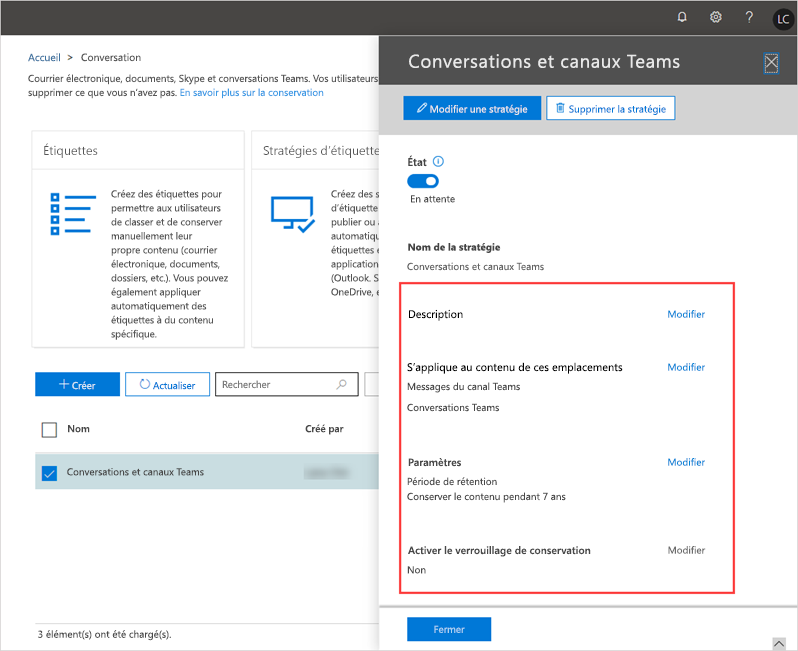 ? LC
Accueil > Conversation
Courrier électronique, documents, Skype et conversations Teams. Vos utilisateurs
supprimer ce que vous n'avez pas. En savoir plus sur la conservation
Étiquettes
Créez des étiquettes pour
permettre aux utilisateurs
de classer et de conserver
manuellement leur
propre contenu (courrier
électronique, documents,
dossiers, etc.). Vous pouvez
également appliquer
automatiquement des
étiquettes à du contenu
spécifique.
Stratégies d'étiquette
Créez des s
d'étiquette
publier ou
automatiqu
étiquettes
application
(Outlook. S
OneDrive, e
Créer
Actualiser
Rechercher
Nom Créé par
Conversations et canaux Teams
3 élément(s) ont été chargé(s).
Conversations et canaux Teams
Modifier une stratégie
Supprimer la stratégie
État
En attente
Nom de la stratégie
Conversations et canaux Teams
Description Modifier
S'applique au contenu de ces emplacements Modifier
Messages du canal Teams
Conversations Teams
Paramètres Modifier
Période de rétention
Conserver le contenu pendant 7 ans
Activer le verrouillage de conservation Modifier
Non
Fermer